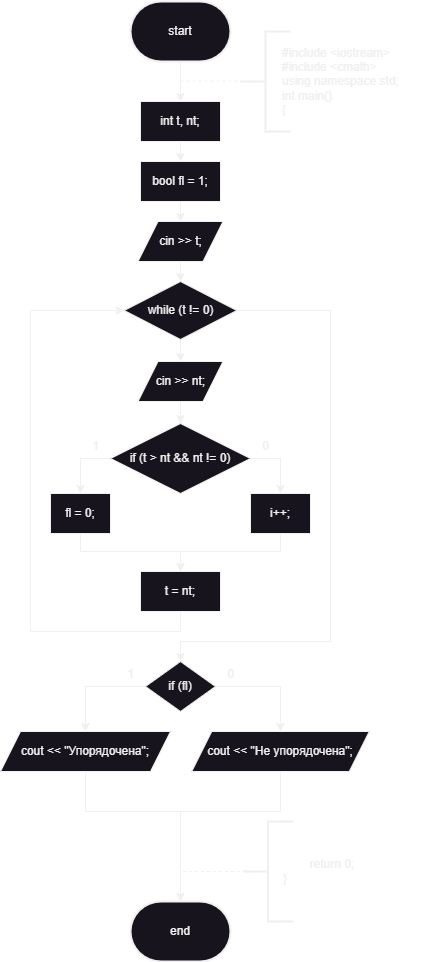 start
#include <iostream>
#include <cmath>
using namespace std;
int main()
{
int t, nt;
bool fl = 1;
cin >> t;
while (t != 0)
cin >> nt;
if (t > nt && nt != 0)
1
0
fl = 0;
i++;
t = nt;
if (fl)
1
0
cout << "Упорядочена";
cout << "Не упорядочена";
return 0;
}
end